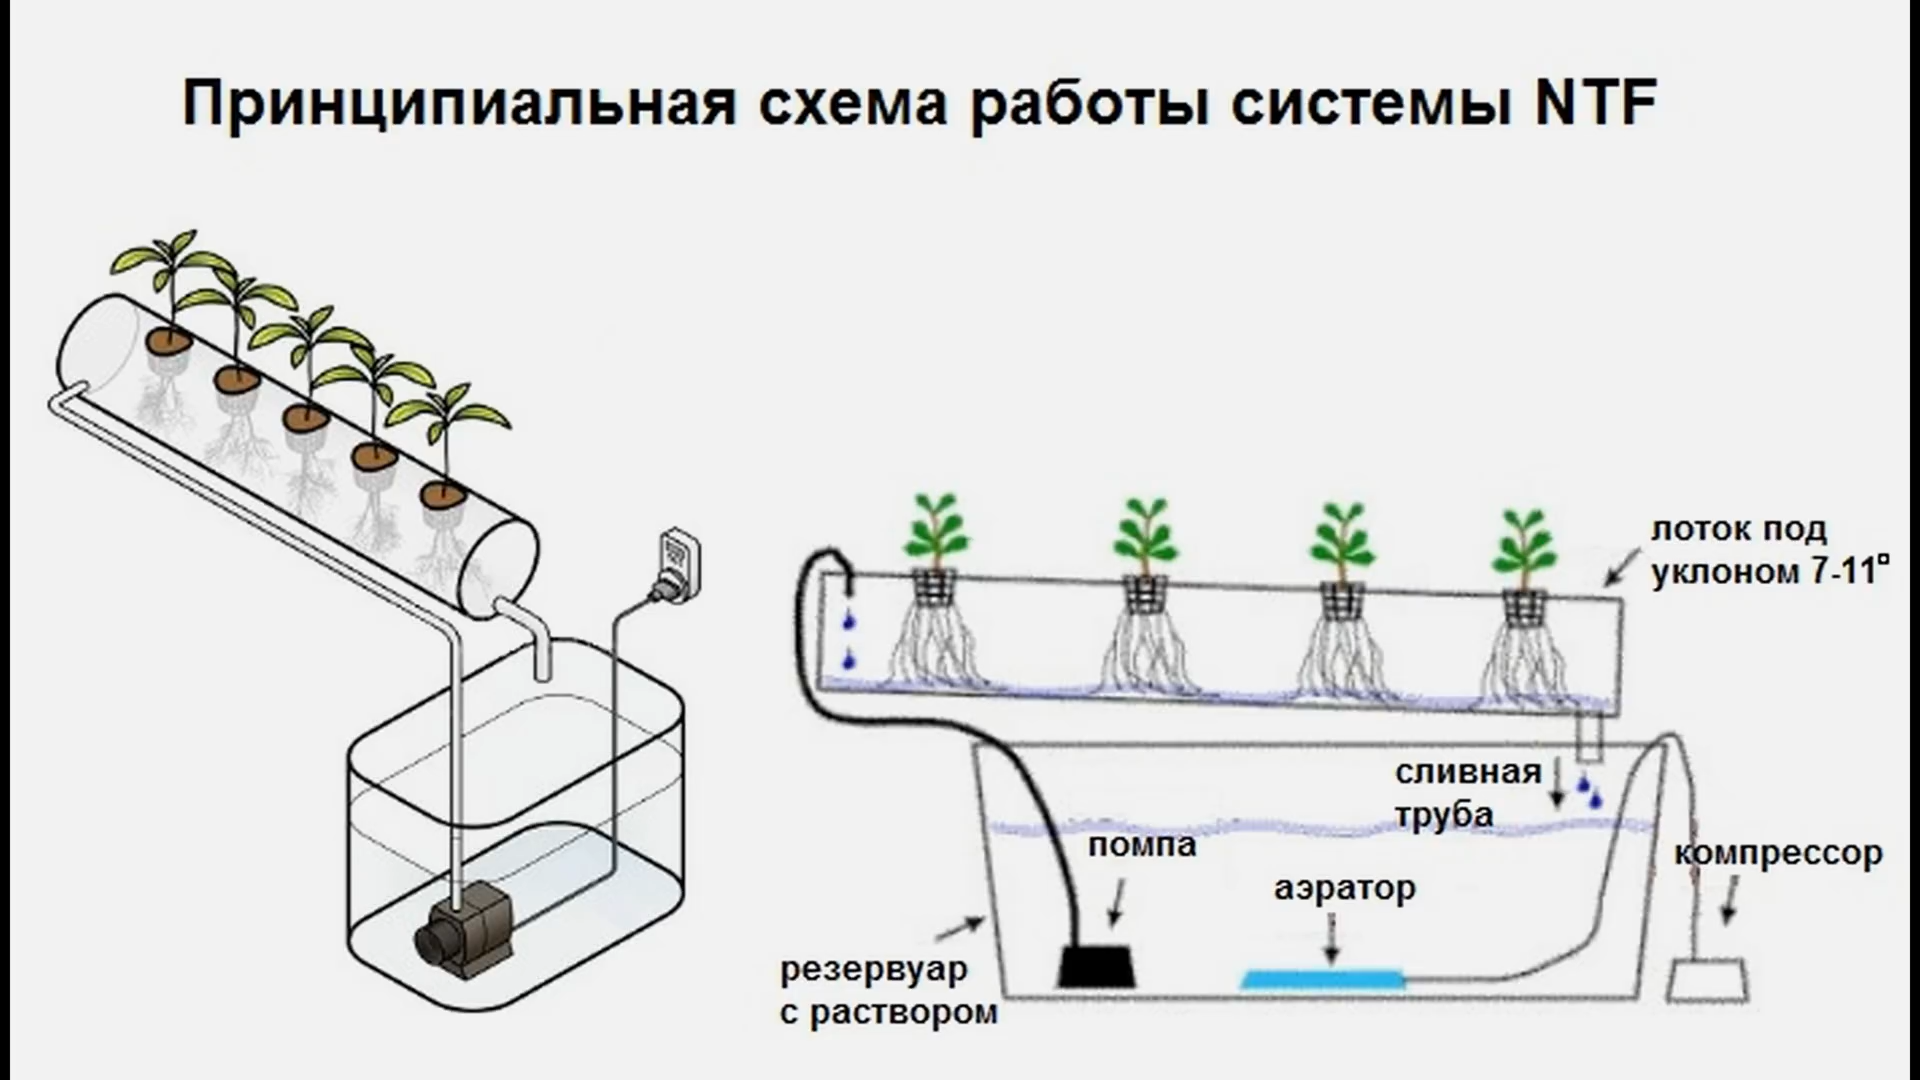 Принципиальная схема работы системы NTF
лоток под
уклоном 7-11°
сливная
труба
помпа
компрессор
аэратор
резервуар
с раствором